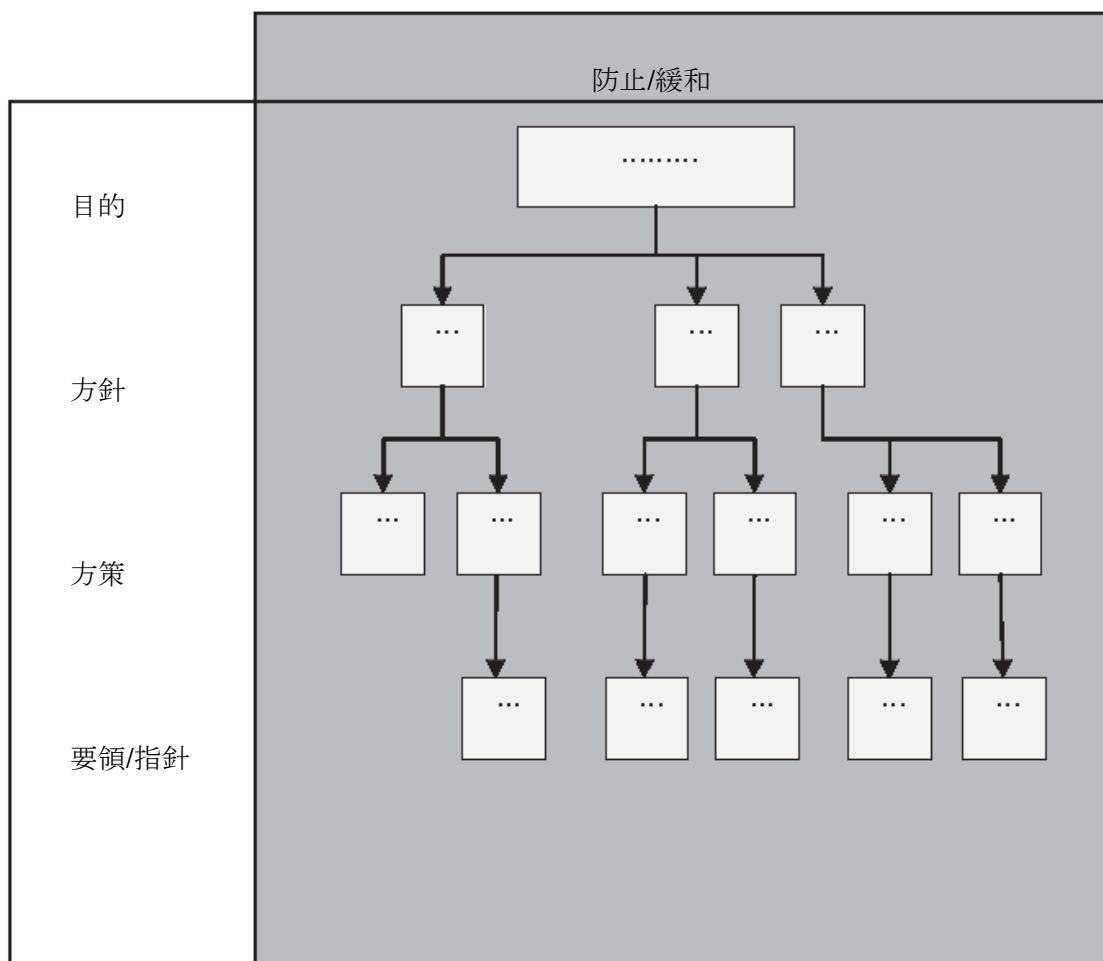 防止/緩和
………
目的
… … …
方針
… … … … … …
方策
… … … … …
要領/指針